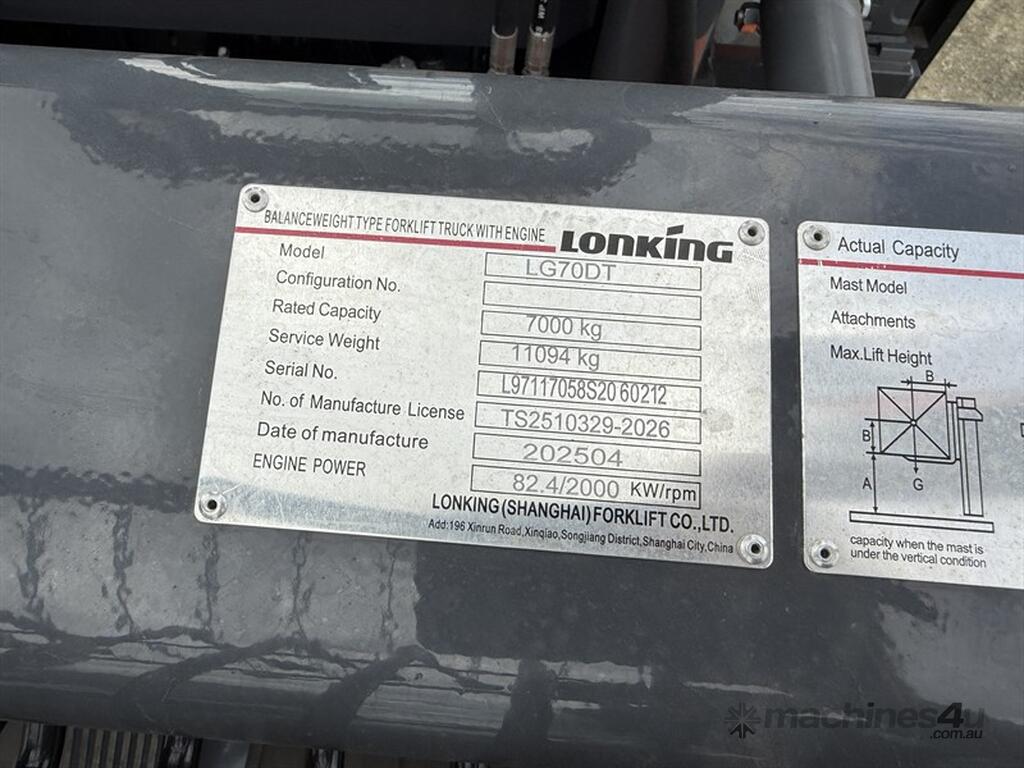 BALANCEWEIGHT TYPE FORKLIFT TRUCK WITH ENGINE LONKING
Model LG70DT
Configuration No.
Rated Capacity 7000 kg
Service Weight 11094 kg
Serial No. L97117058S20 60212
No. of Manufacture License TS2510329-2026
Date of manufacture 202504
ENGINE POWER 82.4/2000 KW/rpm
LONKING (SHANGHAI) FORKLIFT CO.,LTD.
Add:196 Xinrun Road,Xinqiao,Songjiang District,Shanghai City,China
Actual Capacity
Mast Model
Attachments
Max.Lift Height
B
B
A
G
capacity when the mast is
under the vertical condition
machines4u
.com.au